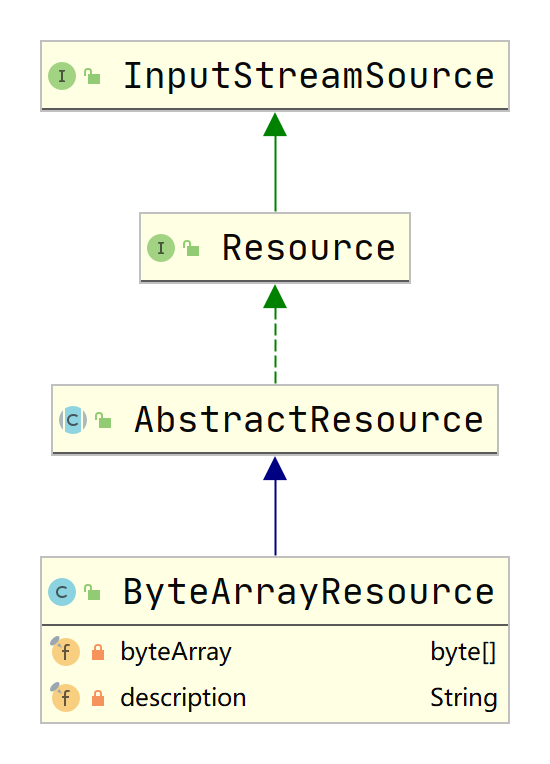 I InputStreamSource
I Resource
C AbstractResource
C ByteArrayResource
f byteArray byte[]
f description String